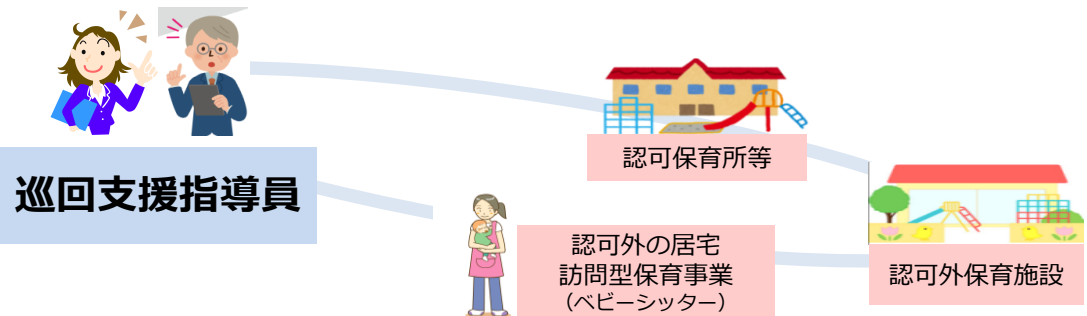 巡回支援指導員
認可保育所等
認可外の居宅
訪問型保育事業
（ベビーシッター）
認可外保育施設